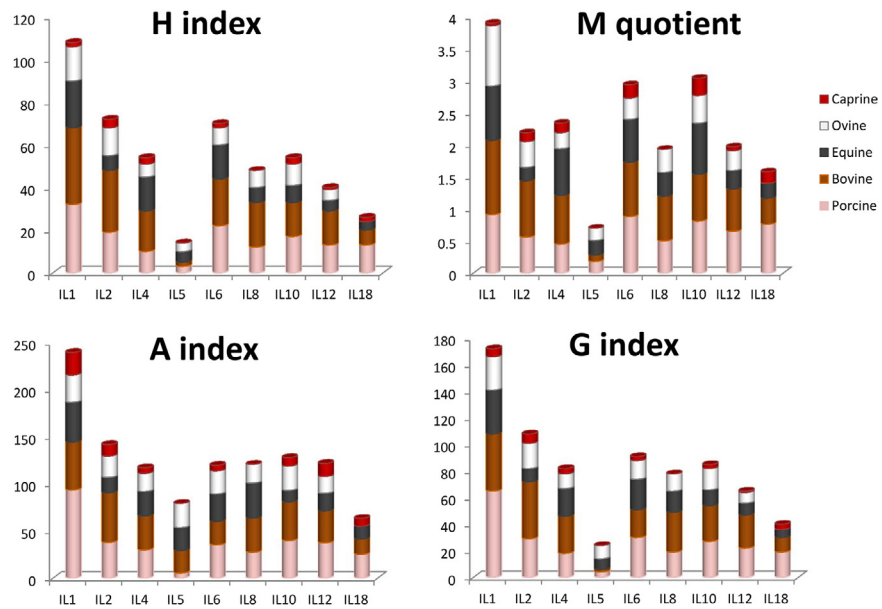 H index
120
100
80
60
40
20
0
IL1 IL2 IL4 IL5 IL6 IL8 IL10 IL12 IL18
M quotient
4
3.5
3
2.5
2
1.5
1
0.5
0
IL1 IL2 IL4 IL5 IL6 IL8 IL10 IL12 IL18
Caprine
Ovine
Equine
Bovine
Porcine
A index
250
200
150
100
50
0
IL1 IL2 IL4 IL5 IL6 IL8 IL10 IL12 IL18
G index
180
160
140
120
100
80
60
40
20
0
IL1 IL2 IL4 IL5 IL6 IL8 IL10 IL12 IL18